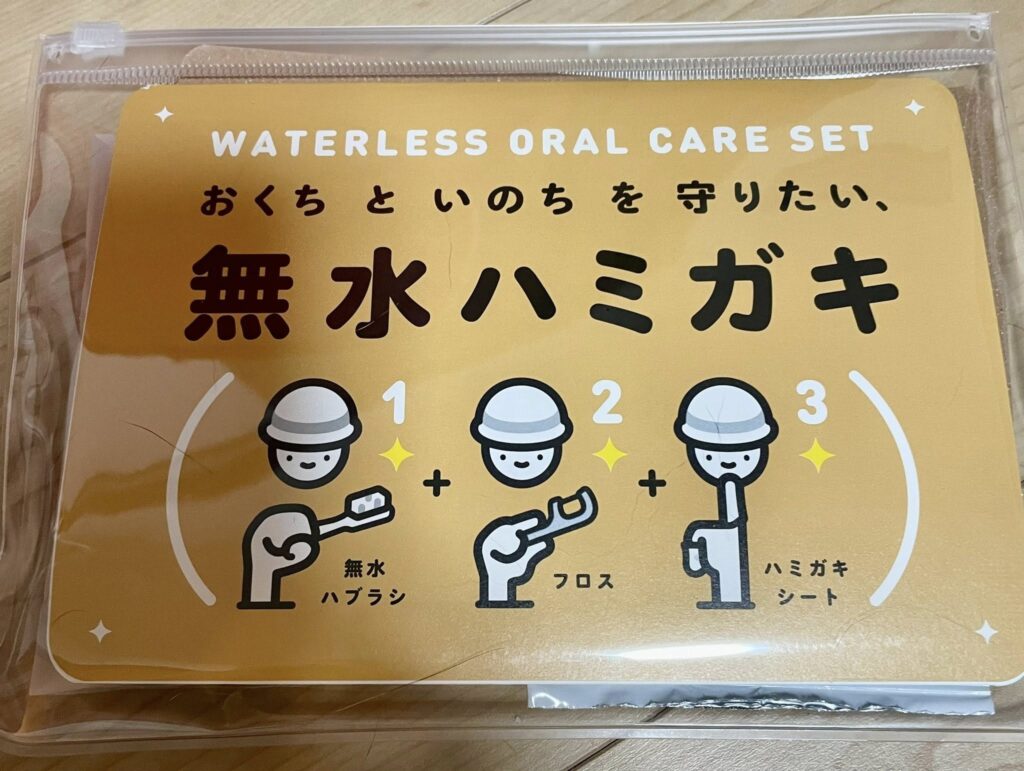 WATERLESS ORAL CARE SET
おくち と いのち を 守りたい、
無水ハミガキ
1
2
3
+
+
無水
ハブラシ
フロス
ハミガキ
シート